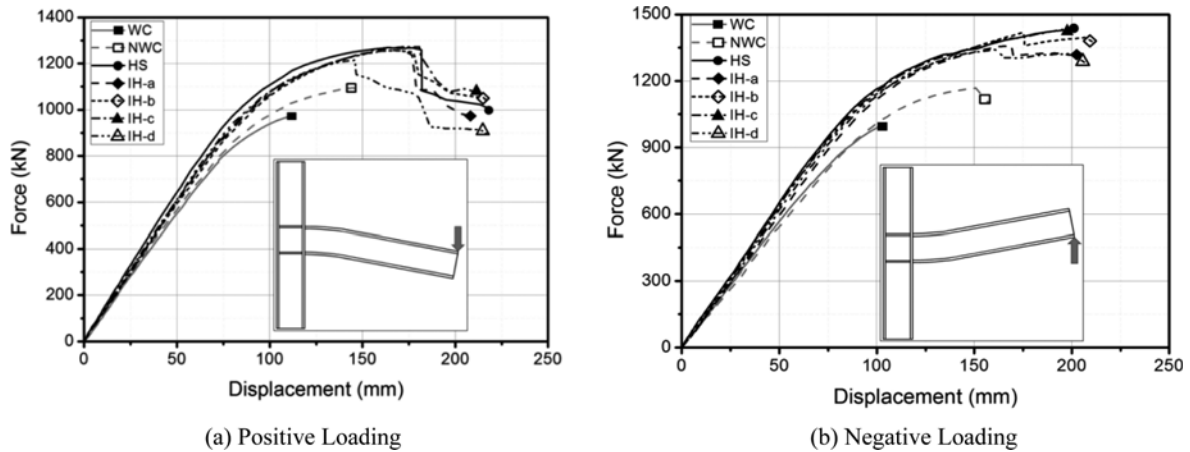 1400
1200
1000
800
600
400
200
0
Force (kN)
WC
NWC
HS
IH-a
IH-b
IH-c
IH-d
0 50 100 150 200 250
Displacement (mm)
(a) Positive Loading
1500
1200
900
600
300
0
Force (kN)
WC
NWC
HS
IH-a
IH-b
IH-c
IH-d
0 50 100 150 200 250
Displacement (mm)
(b) Negative Loading